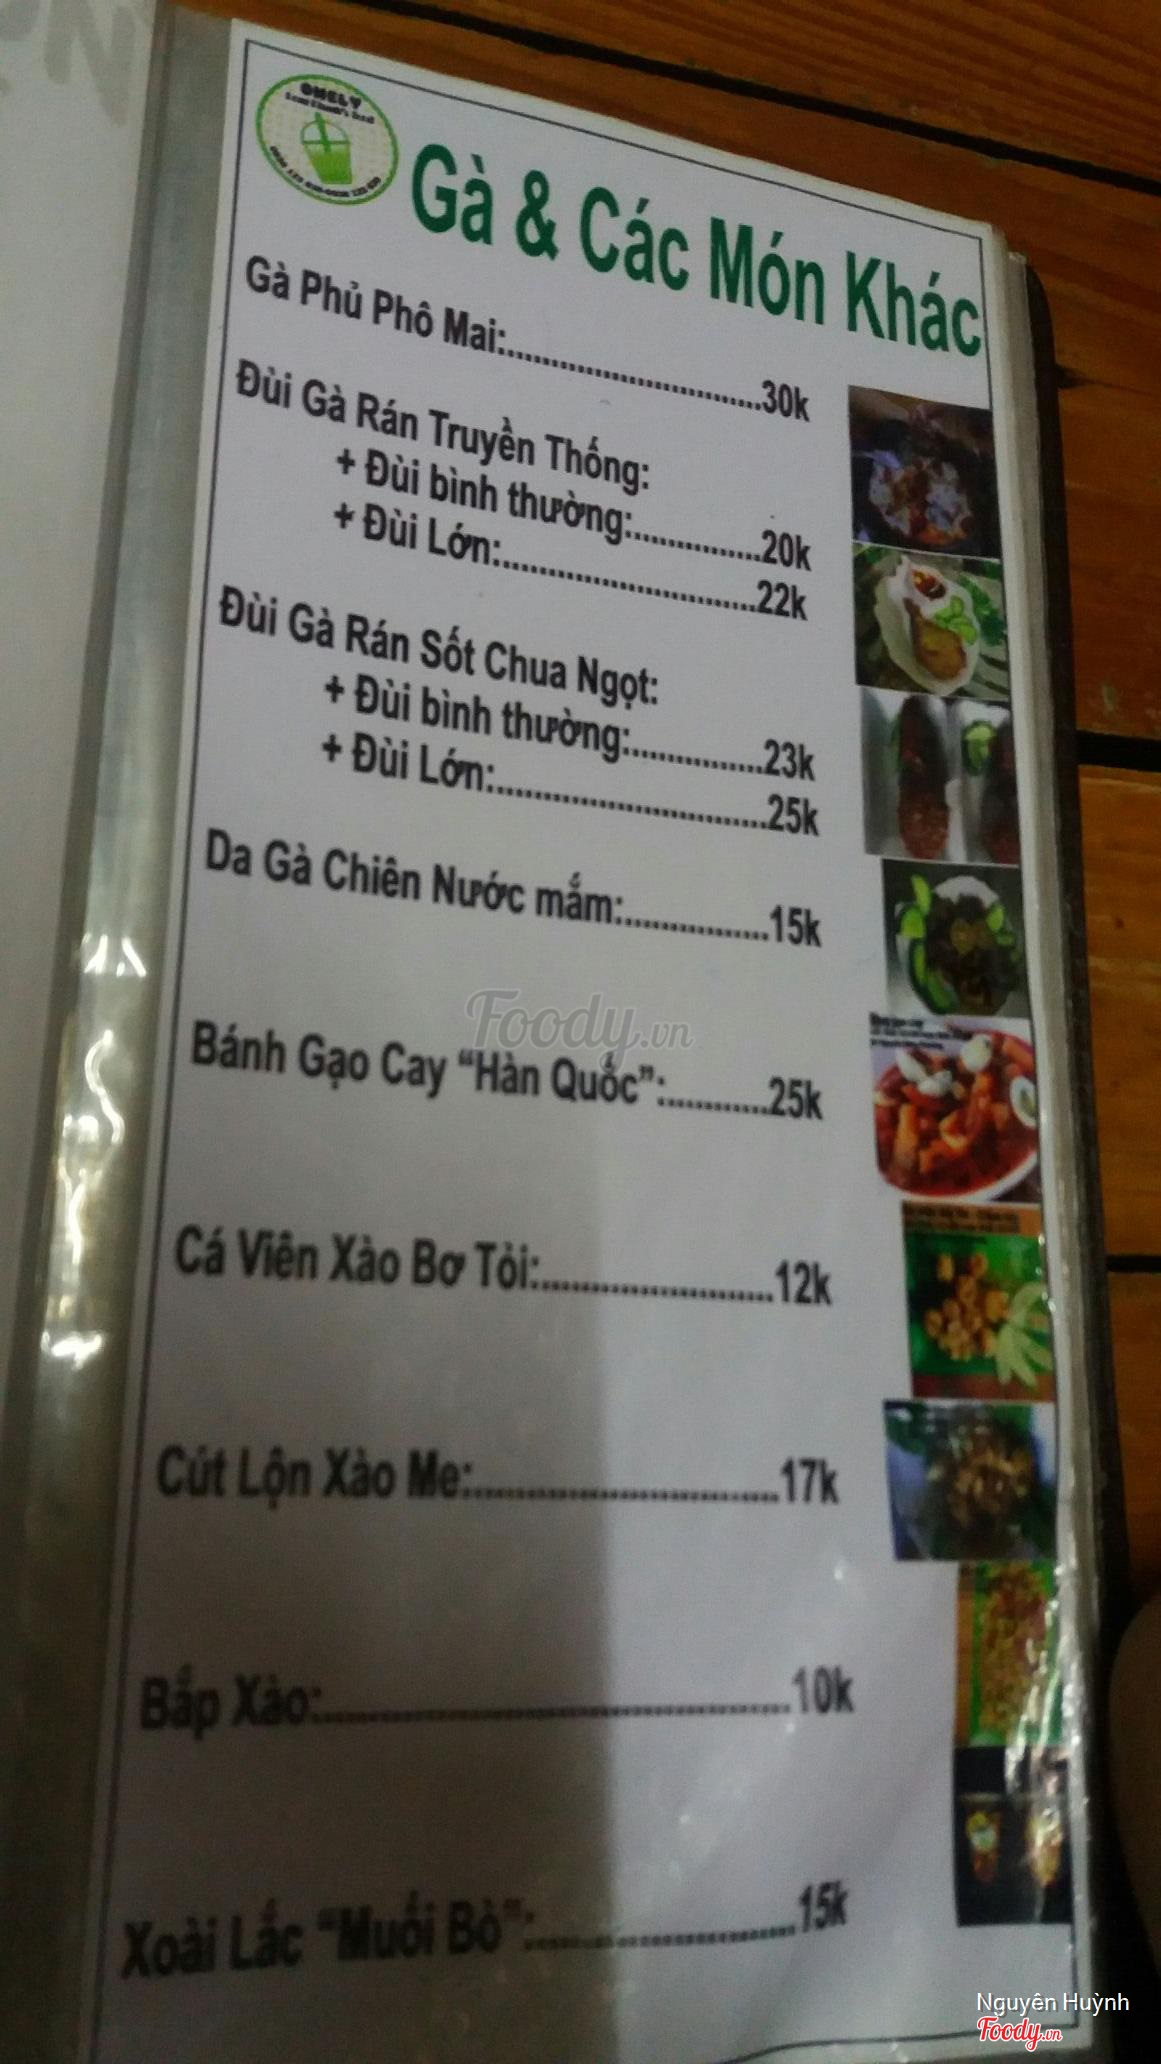 ONELY
Gà & Các Món Khác
Gà Phủ Phô Mai:..............................30k
Đùi Gà Rán Truyền Thống:
+ Đùi bình thường:...............20k
+ Đùi Lớn:..............................22k
Đùi Gà Rán Sốt Chua Ngọt:
+ Đùi bình thường:...............23k
+ Đùi Lớn:................................25k
Da Gà Chiên Nước mắm:.................15k
Bánh Gạo Cay “Hàn Quốc”:............25k
Cá Viên Xào Bơ Tỏi:..........................12k
Cút Lộn Xào Me:..................................17k
Bắp Xào:....................................................10k
Xoài Lắc “Muối Bò”:..............................15k
Foody.vn
Nguyên Huỳnh
Foody.vn